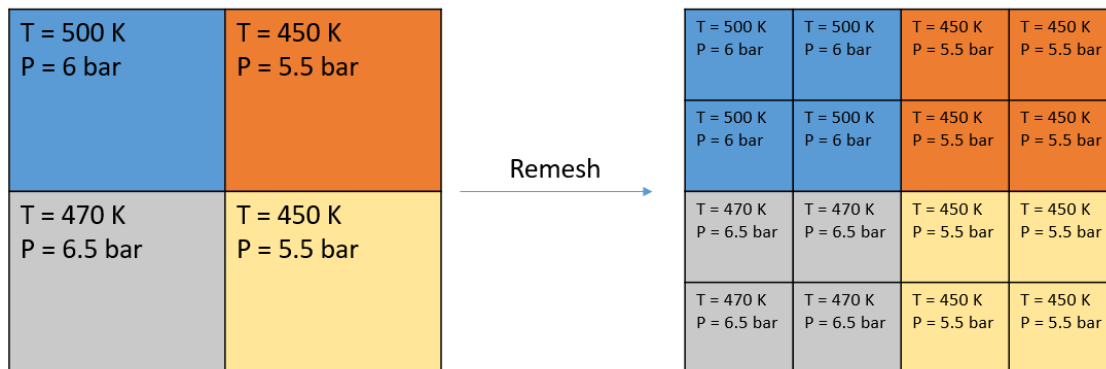 T = 500 K
P = 6 bar
T = 450 K
P = 5.5 bar
T = 470 K
P = 6.5 bar
T = 450 K
P = 5.5 bar
Remesh
T = 500 K
P = 6 bar
T = 500 K
P = 6 bar
T = 450 K
P = 5.5 bar
T = 450 K
P = 5.5 bar
T = 500 K
P = 6 bar
T = 500 K
P = 6 bar
T = 450 K
P = 5.5 bar
T = 450 K
P = 5.5 bar
T = 470 K
P = 6.5 bar
T = 470 K
P = 6.5 bar
T = 450 K
P = 5.5 bar
T = 450 K
P = 5.5 bar
T = 470 K
P = 6.5 bar
T = 470 K
P = 6.5 bar
T = 450 K
P = 5.5 bar
T = 450 K
P = 5.5 bar